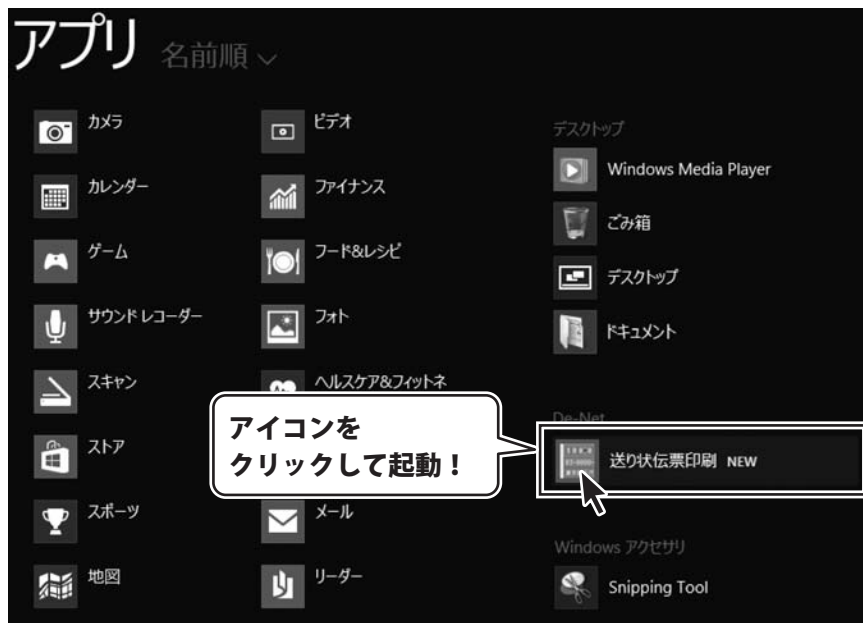 アプリ 名前順
カメラ
カレンダー
ゲーム
サウンド レコーダー
スキャン
ストア
スポーツ
地図
ビデオ
ファイナンス
フード&レシピ
フォト
ヘルスケア&フィットネ
メール
リーダー
デスクトップ
Windows Media Player
ごみ箱
デスクトップ
ドキュメント
De-Net
送り状伝票印刷 NEW
Windows アクセサリ
Snipping Tool
アイコンを
クリックして起動！